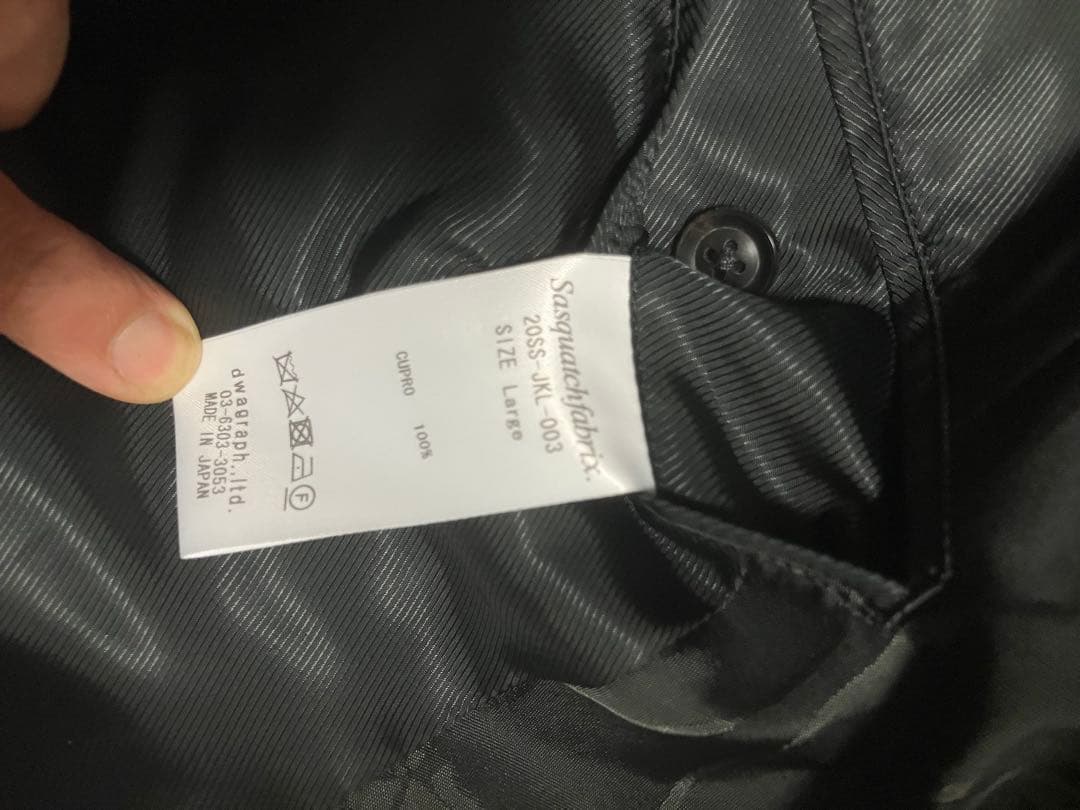 Sasquatchfabrix.
20SS-JKL-003
SIZE Large
CUPRO 100%
F
dwagraph.,ltd.
03-6303-3053
MADE IN JAPAN